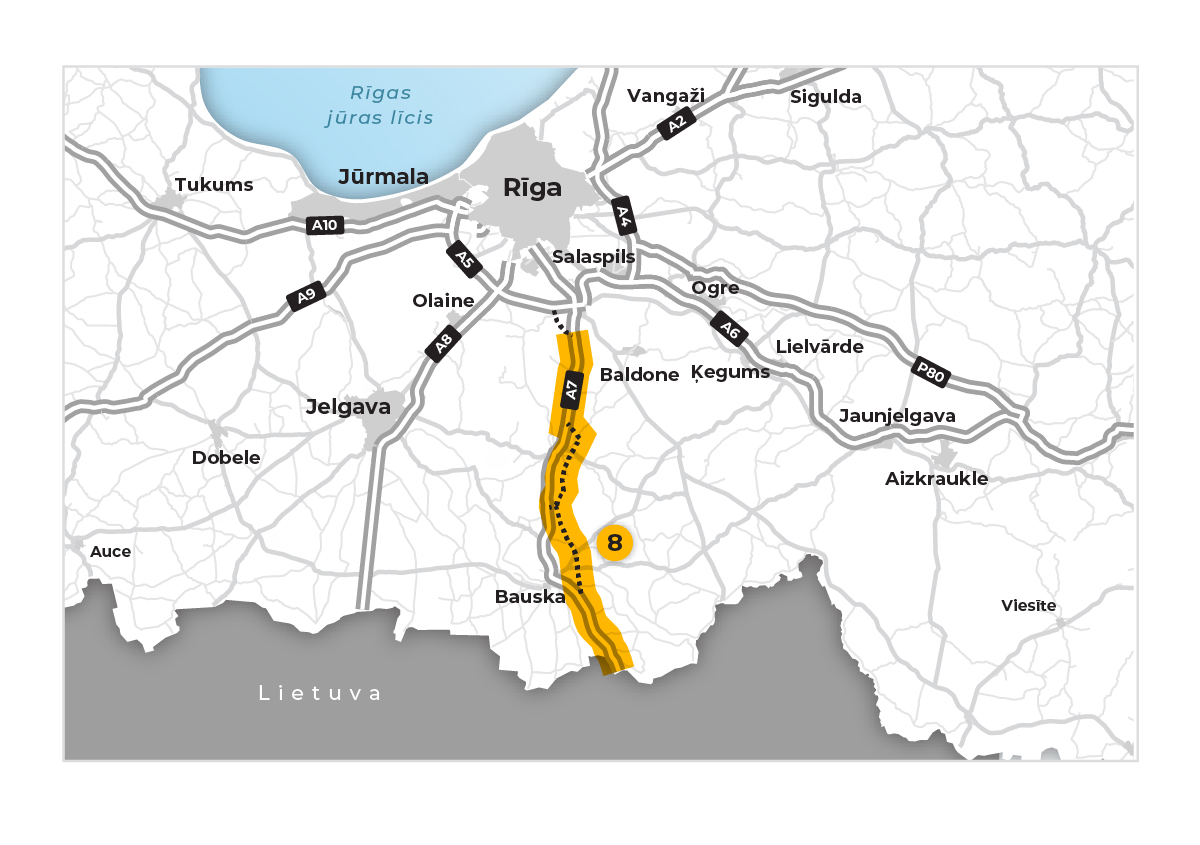 Rīgas
jūras līcis
Vangaži
Sigulda
A2
Jūrmala
Tukums
Rīga
A10
A4
Salaspils
A5
Ogre
A9
Olaine
A6
A8
Lielvārde
Baldone
Ķegums
P80
A7
Jelgava
Jaunjelgava
Dobele
Aizkraukle
8
Auce
Bauska
Viesīte
Lietuva